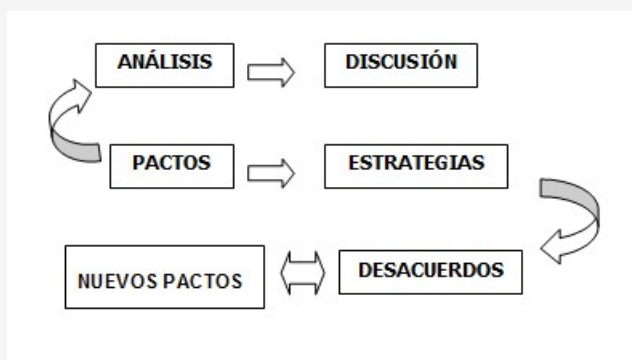 ANÁLISIS
DISCUSIÓN
PACTOS
ESTRATEGIAS
NUEVOS PACTOS
DESACUERDOS